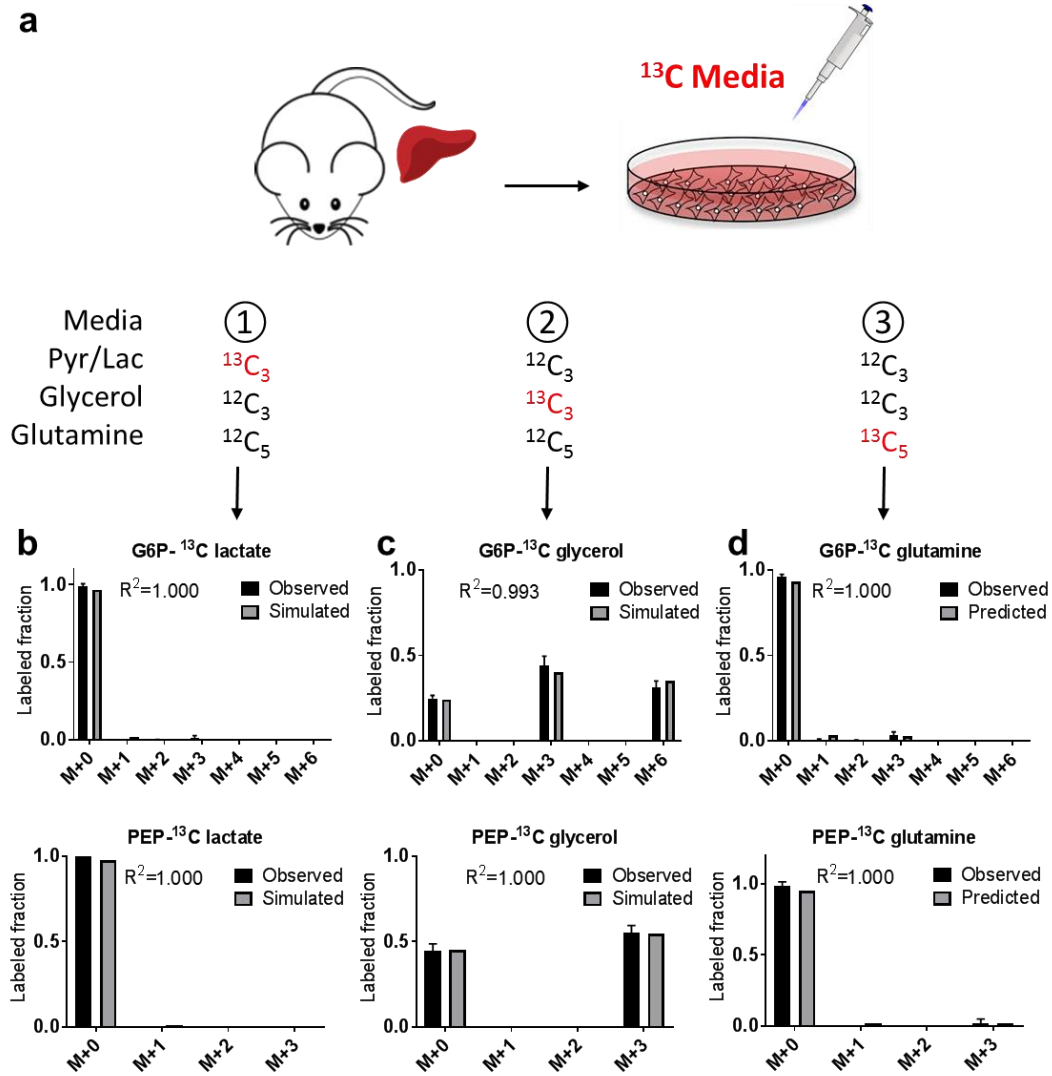 a
¹³C Media
Media ① ② ③
Pyr/Lac ¹³C₃ ¹²C₃ ¹²C₃
Glycerol ¹²C₃ ¹³C₃ ¹²C₃
Glutamine ¹²C₅ ¹²C₅ ¹³C₅
b
G6P- ¹³C lactate
R²=1.000
Observed
Simulated
Labeled fraction
1.0
0.5
0.0
M+0 M+1 M+2 M+3 M+4 M+5 M+6
c
G6P-¹³C glycerol
R²=0.993
Observed
Simulated
Labeled fraction
1.0
0.5
0.0
M+0 M+1 M+2 M+3 M+4 M+5 M+6
d
G6P-¹³C glutamine
R²=1.000
Observed
Predicted
Labeled fraction
1.0
0.5
0.0
M+0 M+1 M+2 M+3 M+4 M+5 M+6
PEP-¹³C lactate
R²=1.000
Observed
Simulated
Labeled fraction
1.0
0.5
0.0
M+0 M+1 M+2 M+3
PEP-¹³C glycerol
R²=1.000
Observed
Simulated
Labeled fraction
1.0
0.5
0.0
M+0 M+1 M+2 M+3
PEP-¹³C glutamine
R²=1.000
Observed
Predicted
Labeled fraction
1.0
0.5
0.0
M+0 M+1 M+2 M+3